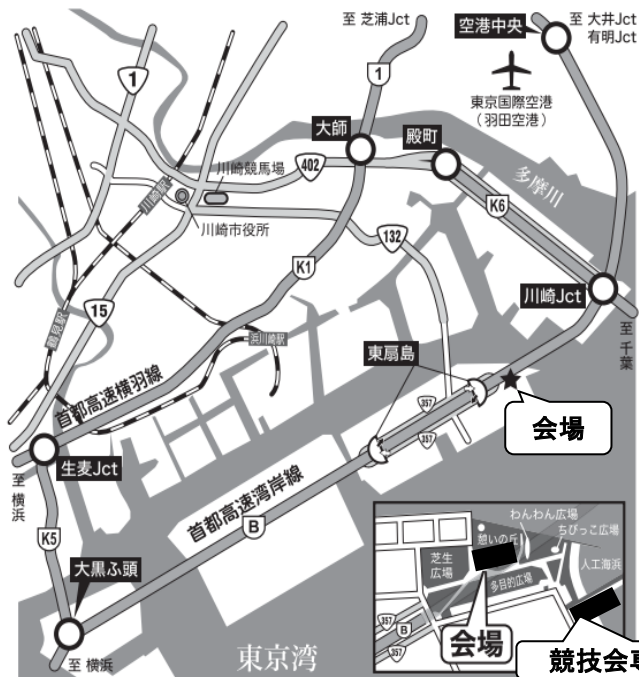 至 芝浦Jct
空港中央
至 大井Jct
有明Jct
1
1
東京国際空港
(羽田空港)
大師
殿町
402
川崎競馬場
多摩川
川崎駅
K6
川崎市役所
132
K1
川崎Jct
15
鶴見駅
浜川崎駅
至 千葉
東扇島
首都高速横羽線
357
357
会場
生麦Jct
至 横浜
首都高速湾岸線
K5
B
わんわん広場
憩いの丘
ちびっこ広場
芝生
広場
人工海浜
大黒ふ頭
多目的広場
357
B
357
会場
東京湾
至 横浜
競技会専